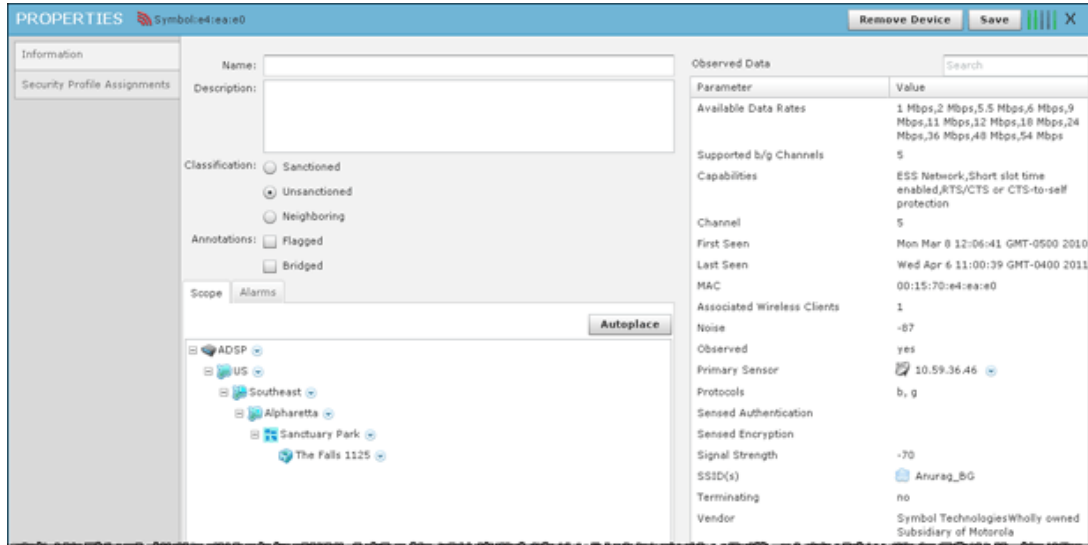 PROPERTIES Symbol:e4:ea:e0 Remove Device Save X
Information
Security Profile Assignments
Name:
Description:
Classification: Sanctioned
Unsanctioned
Neighboring
Annotations: Flagged
Bridged
Scope Alarms
Autoplace
ADSP
US
Southeast
Alpharetta
Sanctuary Park
The Falls 1125
Observed Data Search
Parameter Value
Available Data Rates 1 Mbps,2 Mbps,5.5 Mbps,6 Mbps,9
Mbps,11 Mbps,12 Mbps,18 Mbps,24
Mbps,36 Mbps,48 Mbps,54 Mbps
Supported b/g Channels 5
Capabilities ESS Network,Short slot time
enabled,RTS/CTS or CTS-to-self
protection
Channel 5
First Seen Mon Mar 8 12:06:41 GMT-0500 2010
Last Seen Wed Apr 6 11:00:39 GMT-0400 2011
MAC 00:15:70:e4:ea:e0
Associated Wireless Clients 1
Noise -87
Observed yes
Primary Sensor 10.59.36.46
Protocols b, g
Sensed Authentication
Sensed Encryption
Signal Strength -70
SSID(s) Anurag_BG
Terminating no
Vendor Symbol TechnologiesWholly owned
Subsidiary of Motorola